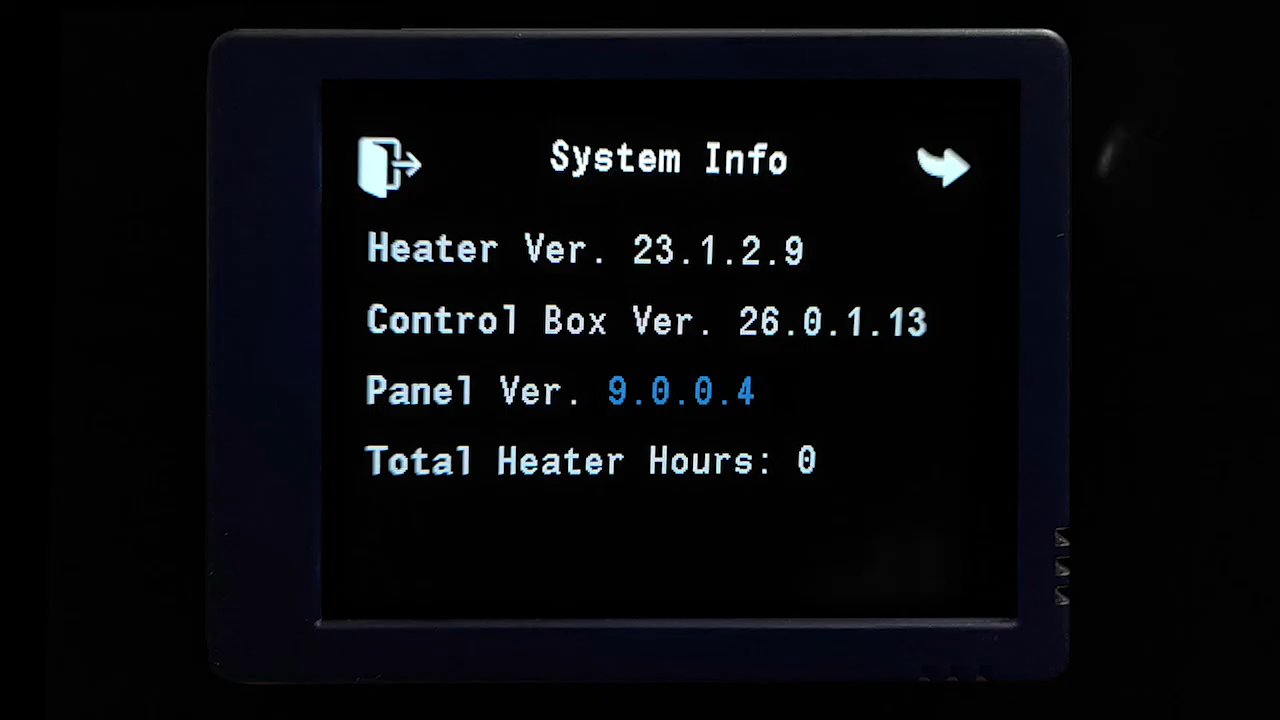 System Info
Heater Ver. 23.1.2.9
Control Box Ver. 26.0.1.13
Panel Ver. 9.0.0.4
Total Heater Hours: 0